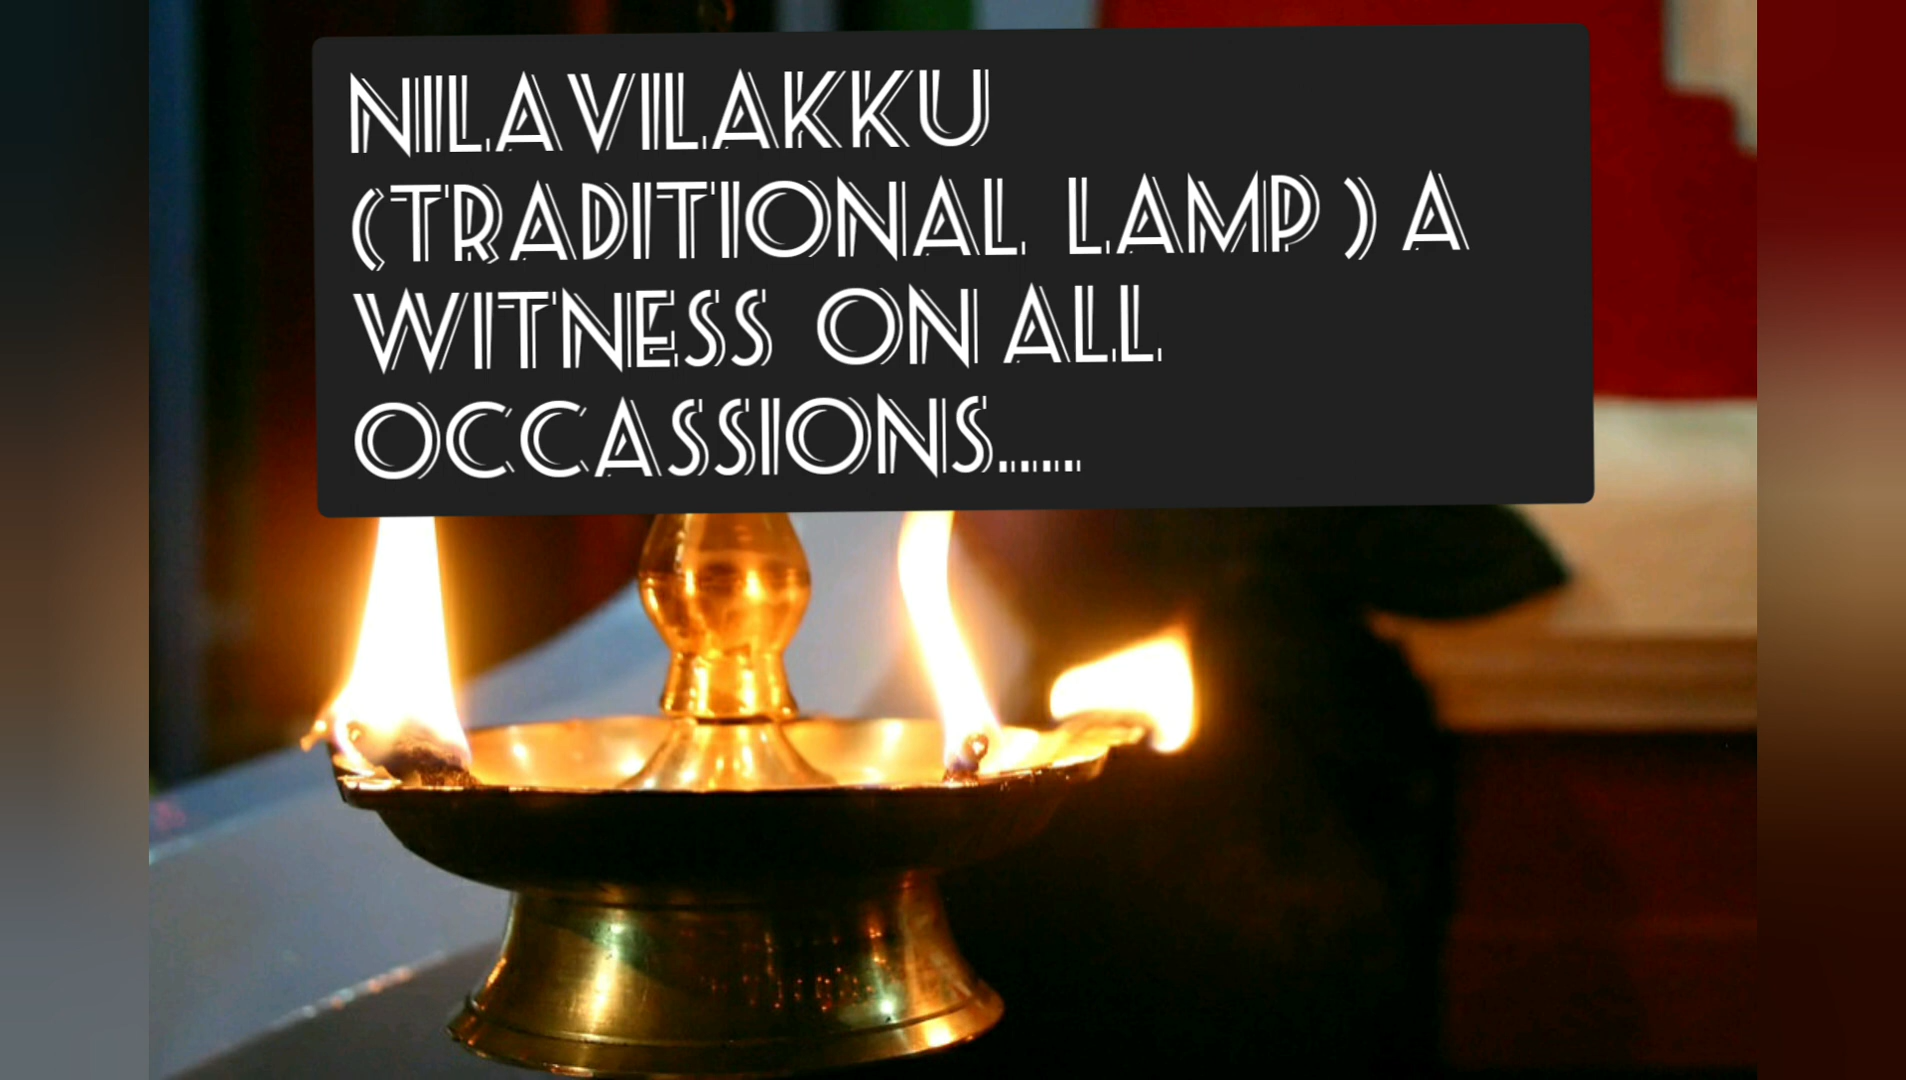 NILAVILAKKU
(TRADITIONAL LAMP ) A
WITNESS ON ALL
OCCASSIONS......